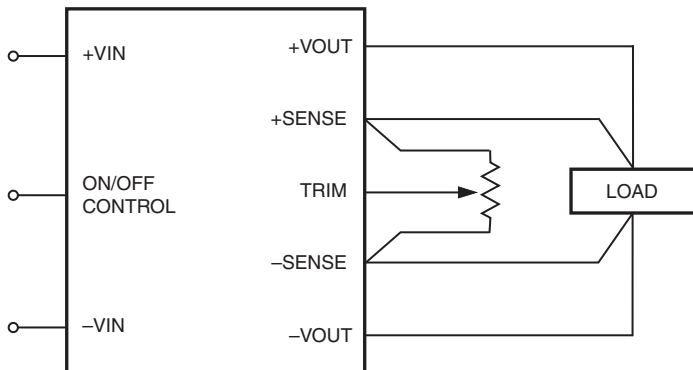 +VIN
ON/OFF
CONTROL
–VIN
+VOUT
+SENSE
TRIM
–SENSE
–VOUT
LOAD